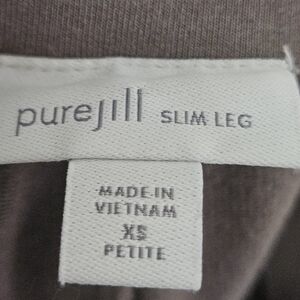 purejill SLIM LEG
MADE IN
VIETNAM
XS
PETITE